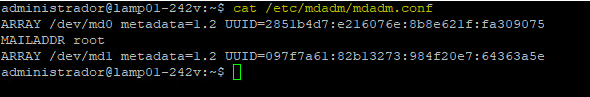 administrador@lamp01-242v:~$ cat /etc/mdadm/mdadm.conf
ARRAY /dev/md0 metadata=1.2 UUID=2851b4d7:e216076e:8b8e621f:fa309075
MAILADDR root
ARRAY /dev/md1 metadata=1.2 UUID=097f7a61:82b13273:984f20e7:64363a5e
administrador@lamp01-242v:~$